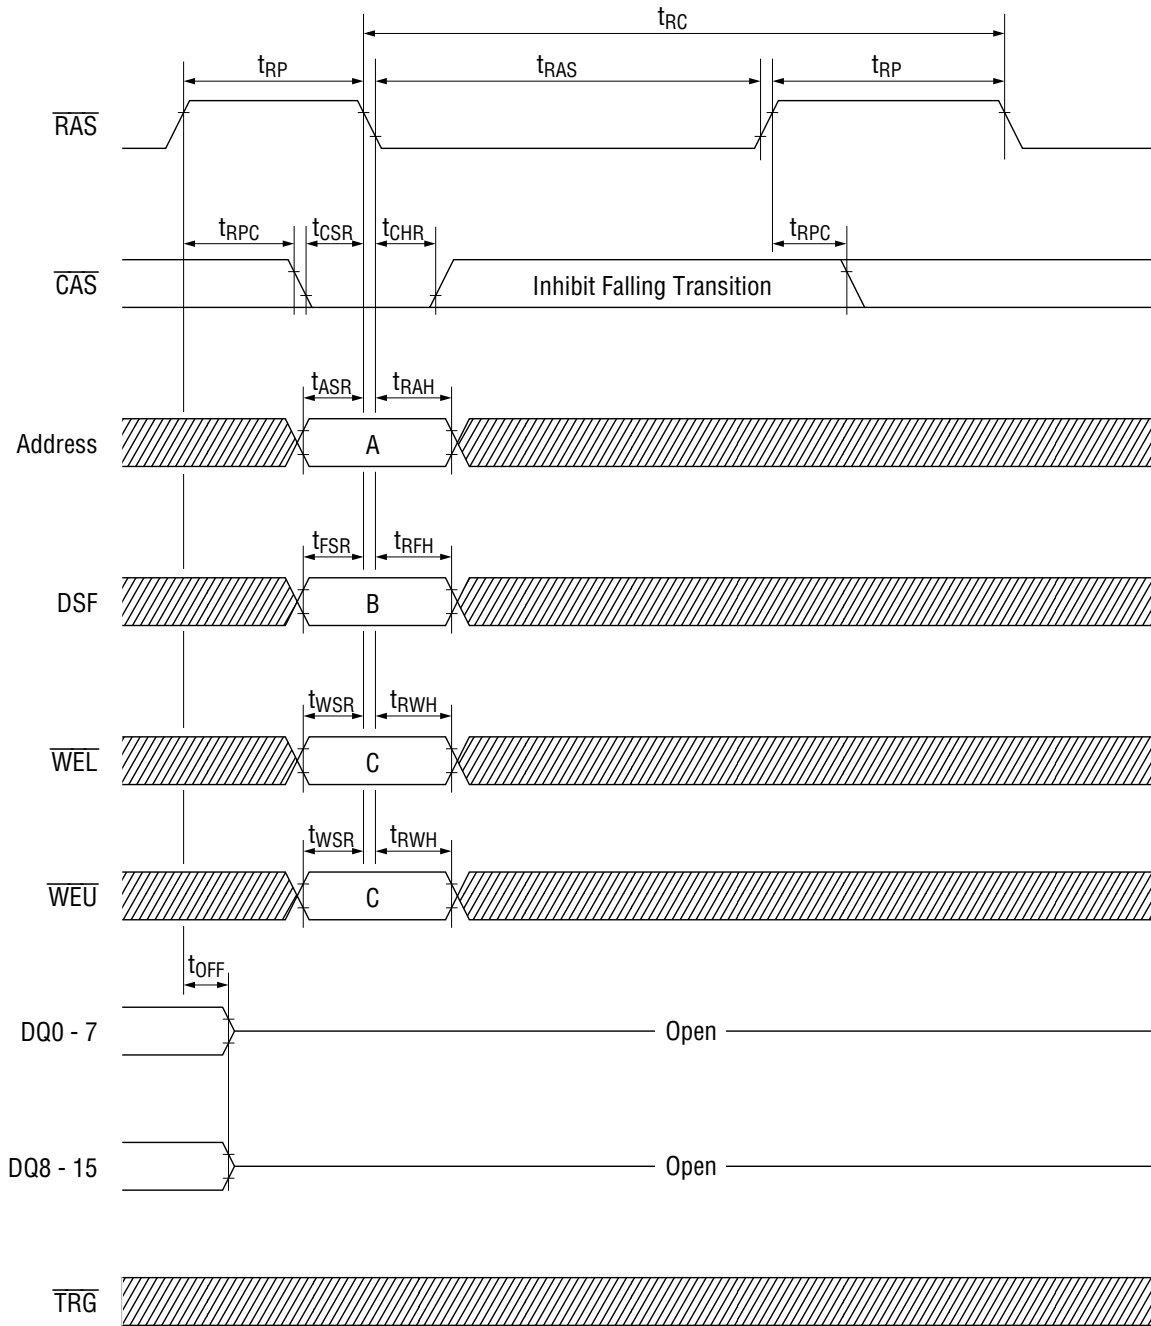 tRC
tRP tRAS tRP
RAS
tRPC tCSR tCHR tRPC
CAS Inhibit Falling Transition
tASR tRAH
Address A
tFSR tRFH
DSF B
tWSR tRWH
WEL C
tWSR tRWH
WEU C
tOFF
DQ0 - 7 Open
DQ8 - 15 Open
TRG